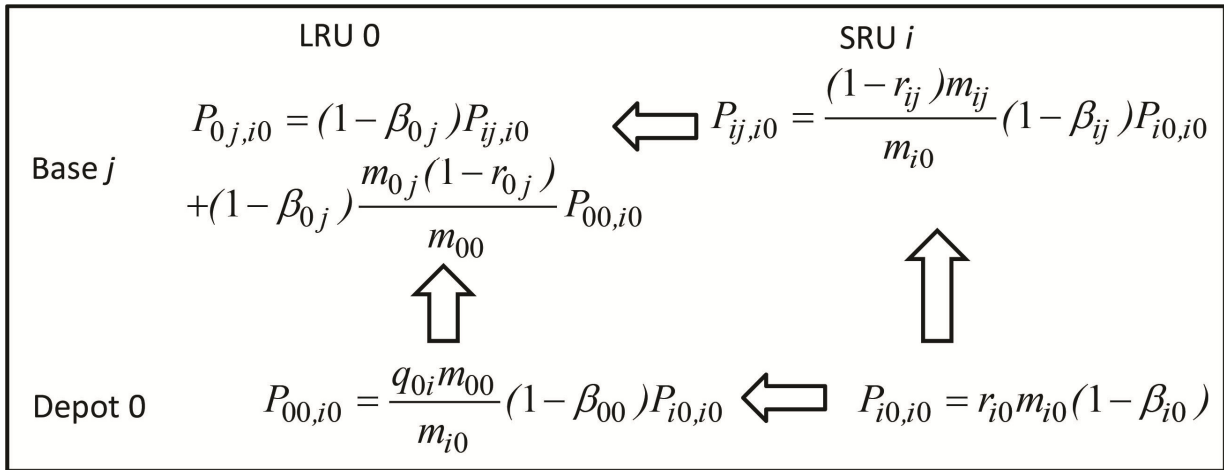 LRU 0
SRU i
Base j
P_{0j,i0} = (1 - β_{0j})P_{ij,i0}
+(1 - β_{0j}) \frac{m_{0j}(1 - r_{0j})}{m_{00}} P_{00,i0}
P_{ij,i0} = \frac{(1 - r_{ij})m_{ij}}{m_{i0}} (1 - β_{ij})P_{i0,i0}
Depot 0
P_{00,i0} = \frac{q_{0i}m_{00}}{m_{i0}} (1 - β_{00})P_{i0,i0}
P_{i0,i0} = r_{i0}m_{i0}(1 - β_{i0})